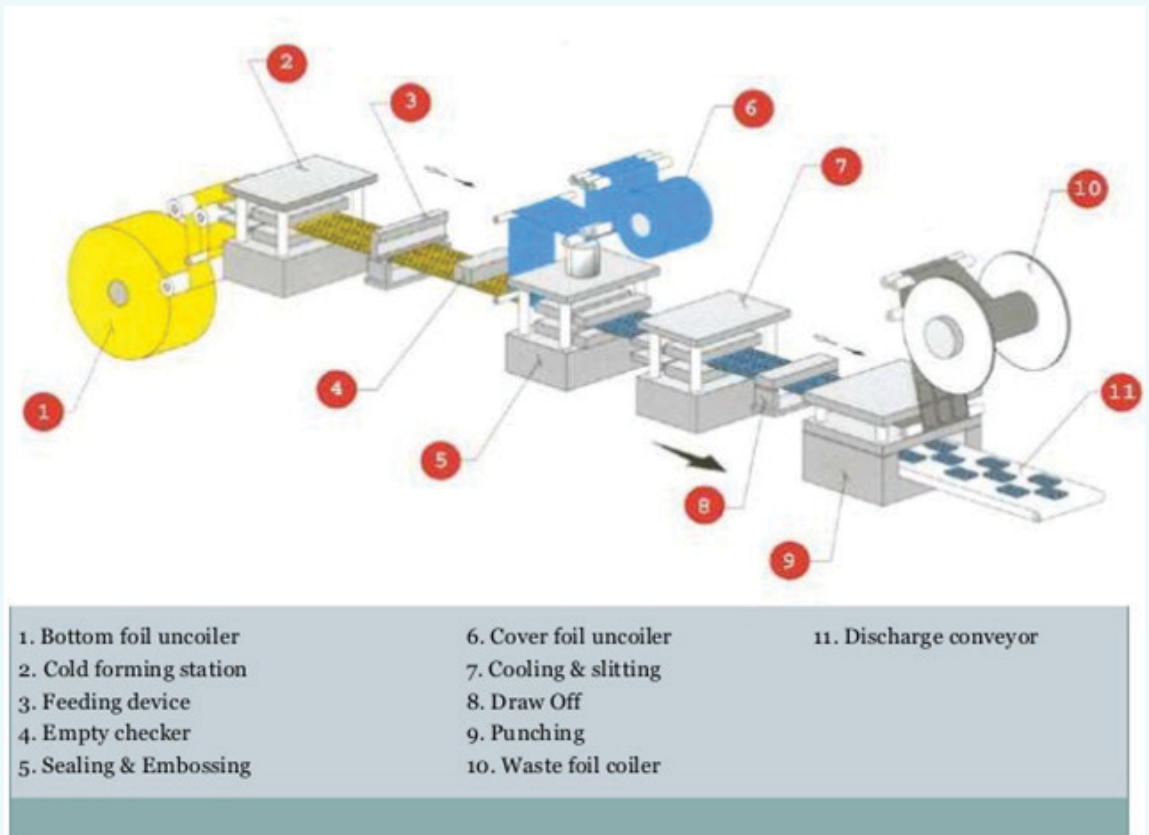 2
3
6
7
10
1
4
5
8
11
9
1. Bottom foil uncoiler
2. Cold forming station
3. Feeding device
4. Empty checker
5. Sealing & Embossing
6. Cover foil uncoiler
7. Cooling & slitting
8. Draw Off
9. Punching
10. Waste foil coiler
11. Discharge conveyor